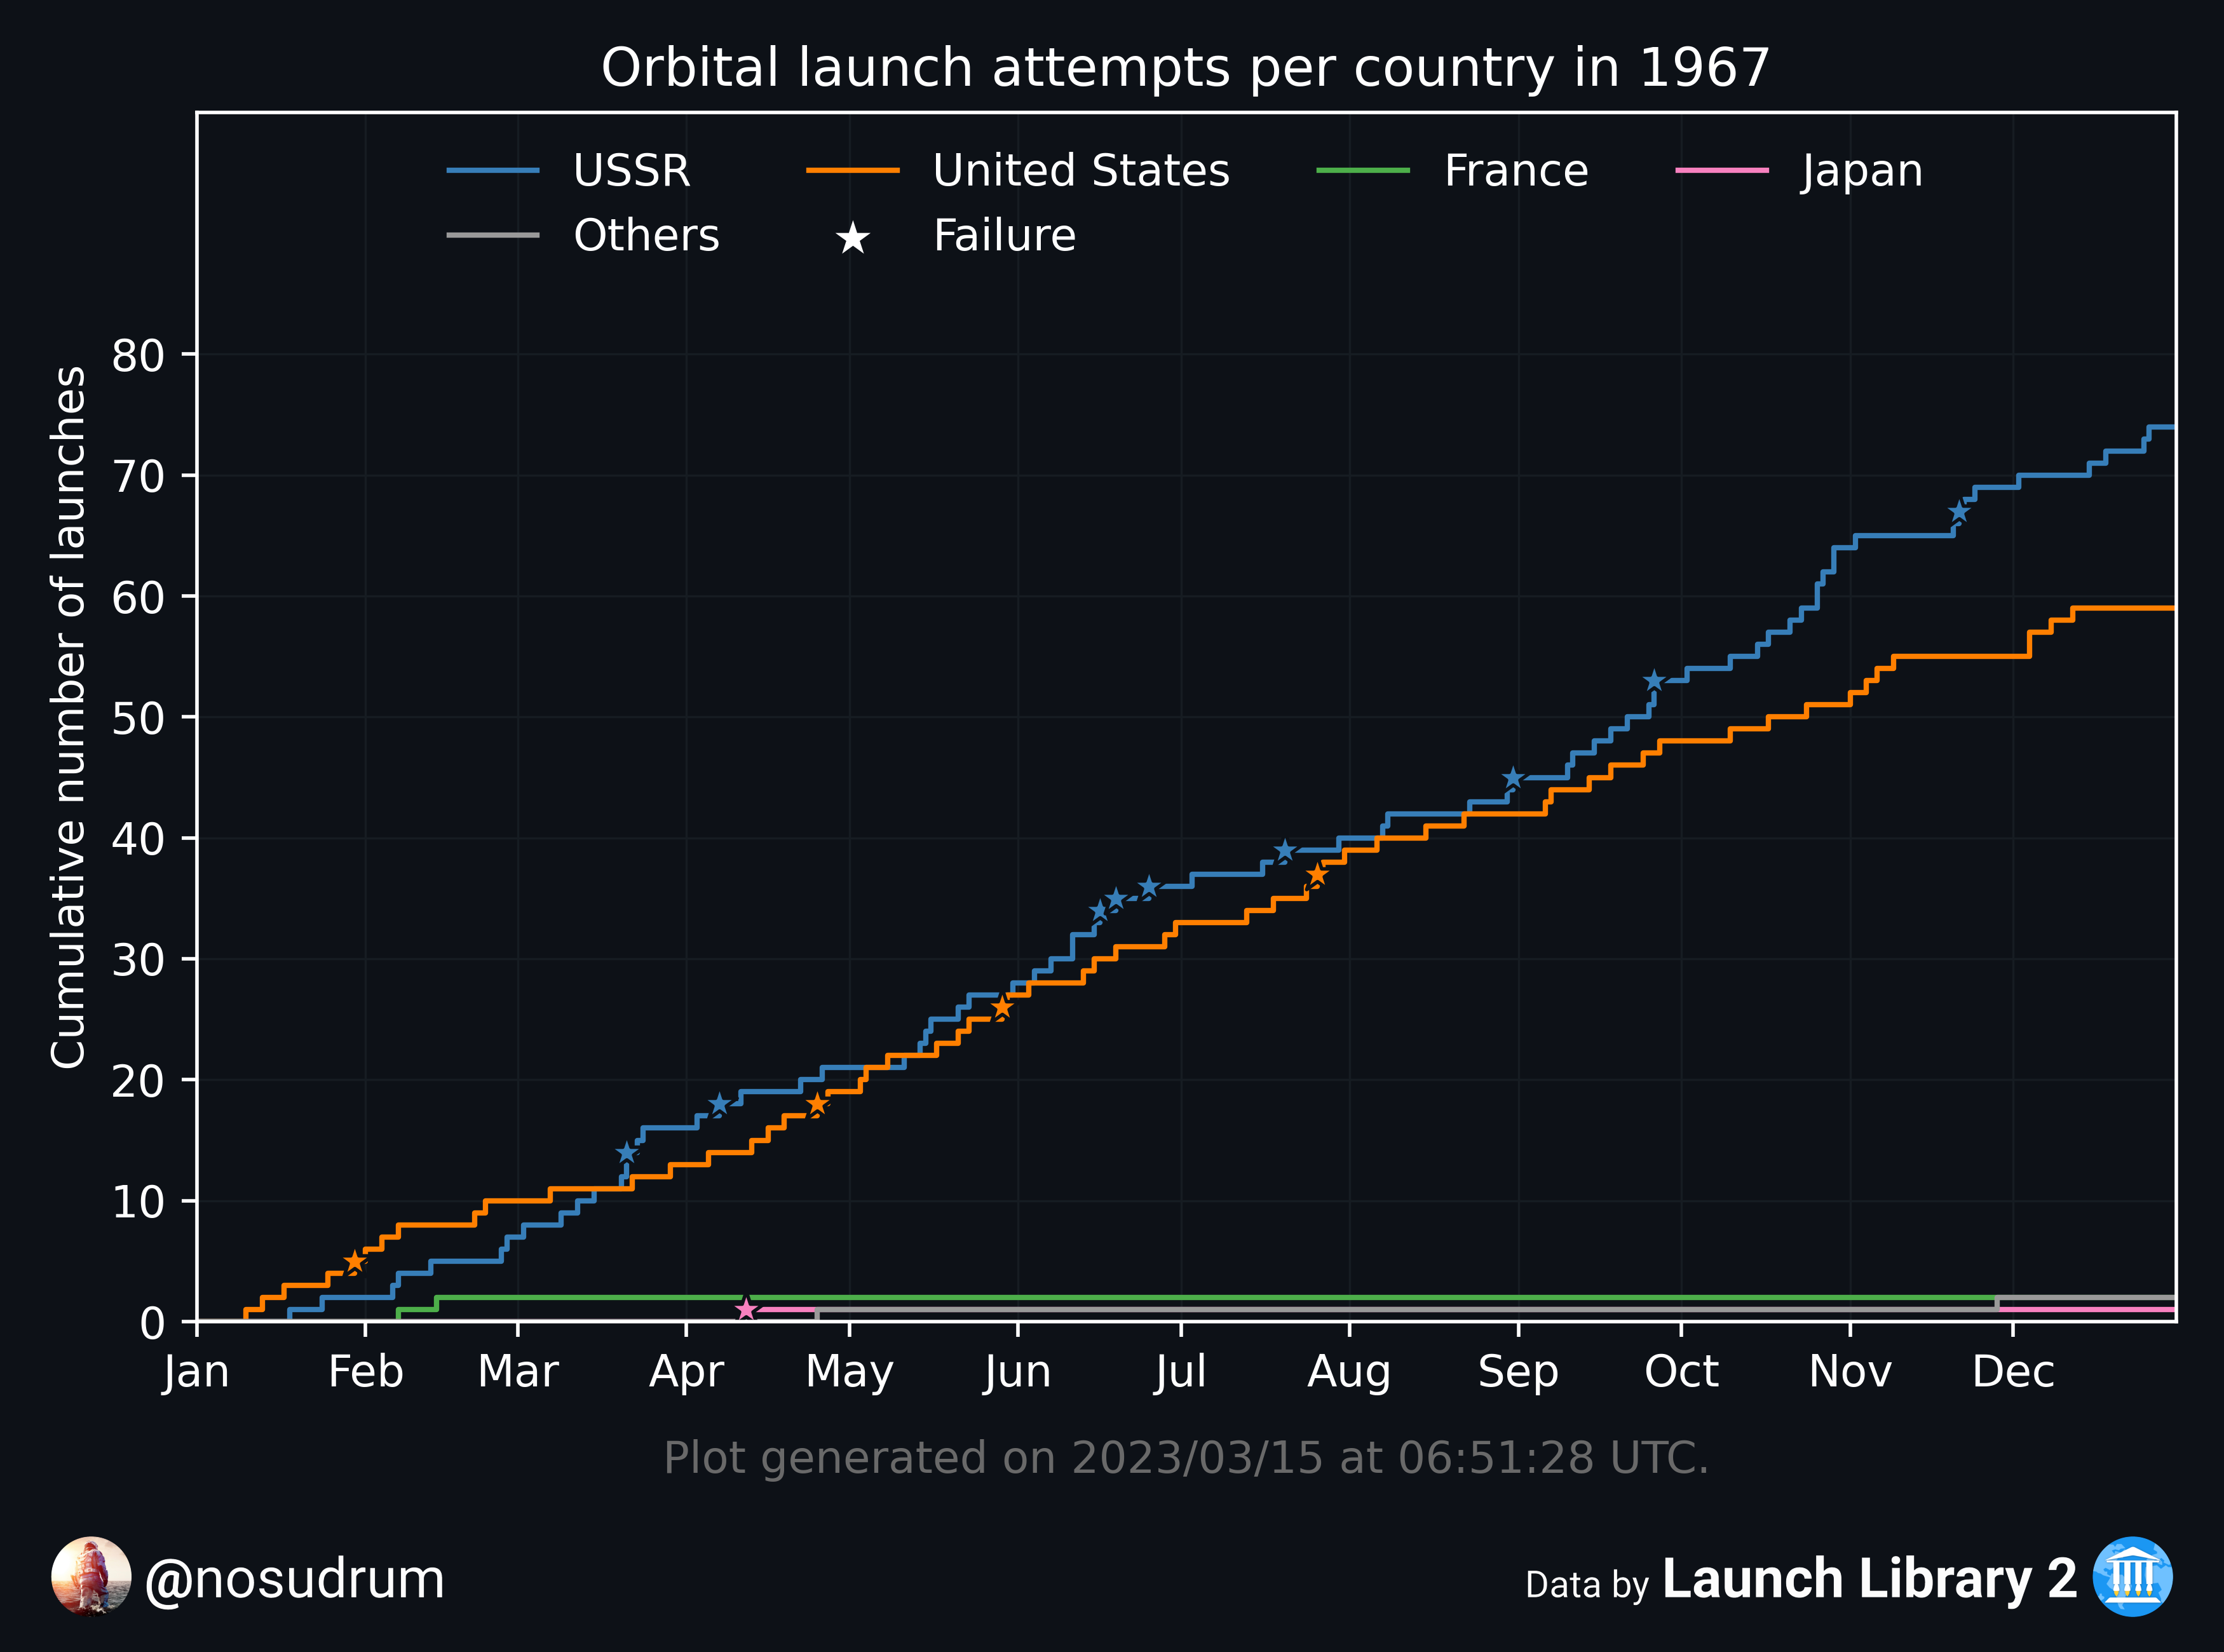 Orbital launch attempts per country in 1967
USSR United States France Japan
Others Failure
Cumulative number of launches
80
70
60
50
40
30
20
10
0
Jan Feb Mar Apr May Jun Jul Aug Sep Oct Nov Dec
Plot generated on 2023/03/15 at 06:51:28 UTC.
@nosudrum
Data by Launch Library 2